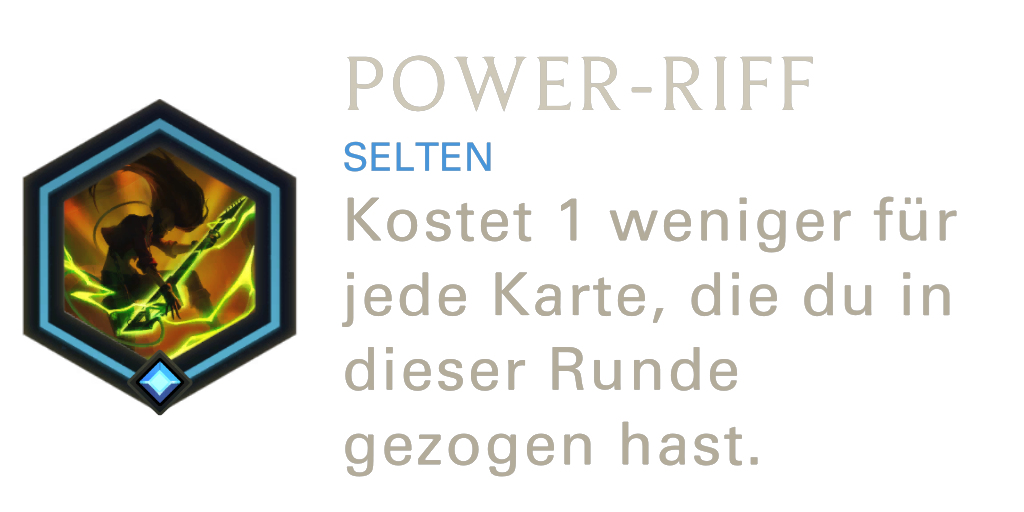 POWER-RIFF
SELTEN
Kostet 1 weniger für
jede Karte, die du in
dieser Runde
gezogen hast.